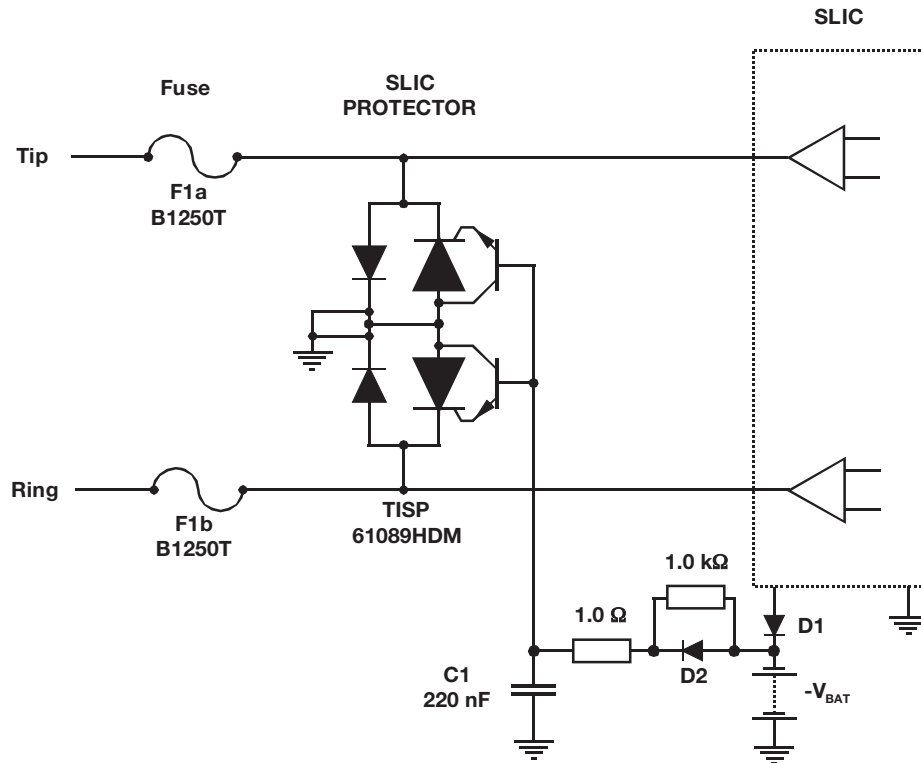 SLIC
Fuse
SLIC
PROTECTOR
Tip
F1a
B1250T
Ring
F1b
B1250T
TISP
61089HDM
1.0 kΩ
1.0 Ω
D1
D2
C1
220 nF
-VBAT